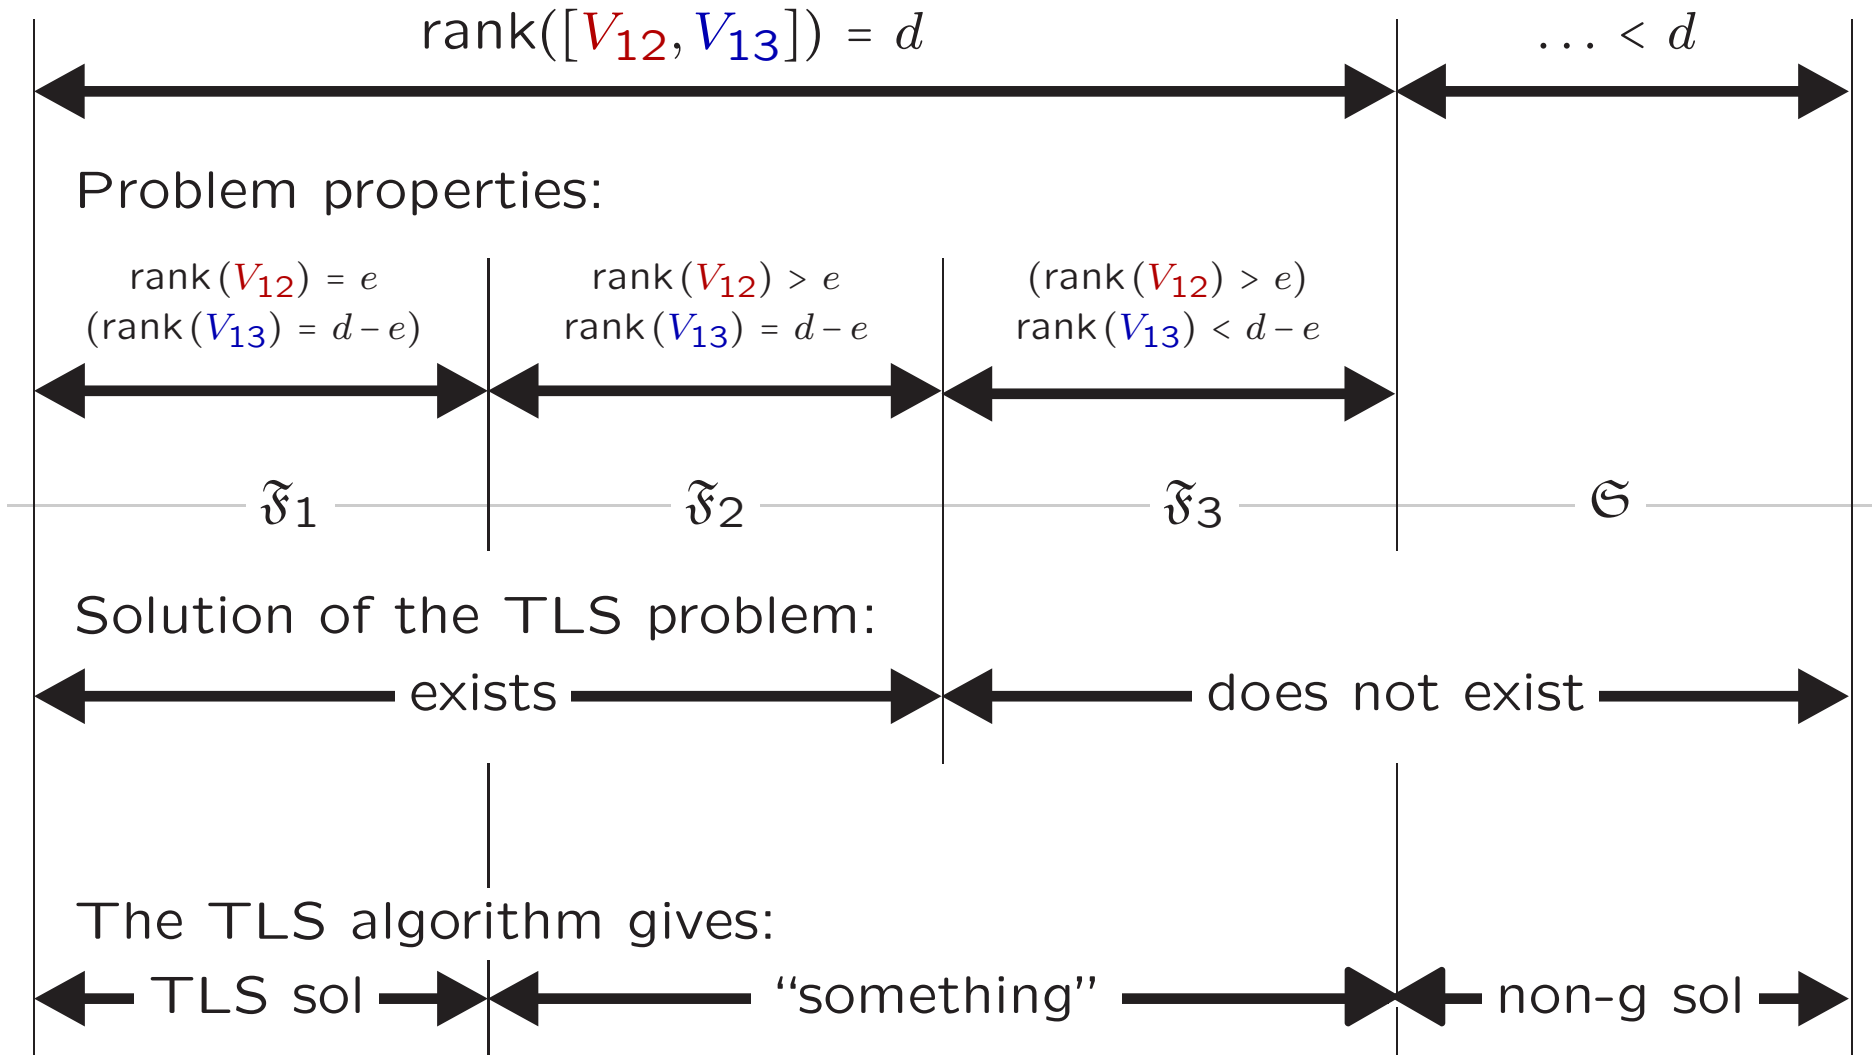 rank([V₁₂, V₁₃]) = d
... < d
Problem properties:
rank(V₁₂) = e
(rank(V₁₃) = d − e)
rank(V₁₂) > e
rank(V₁₃) = d − e
(rank(V₁₂) > e)
rank(V₁₃) < d − e
𝔉₁
𝔉₂
𝔉₃
𝔖
Solution of the TLS problem:
exists
does not exist
The TLS algorithm gives:
TLS sol
“something”
non-g sol